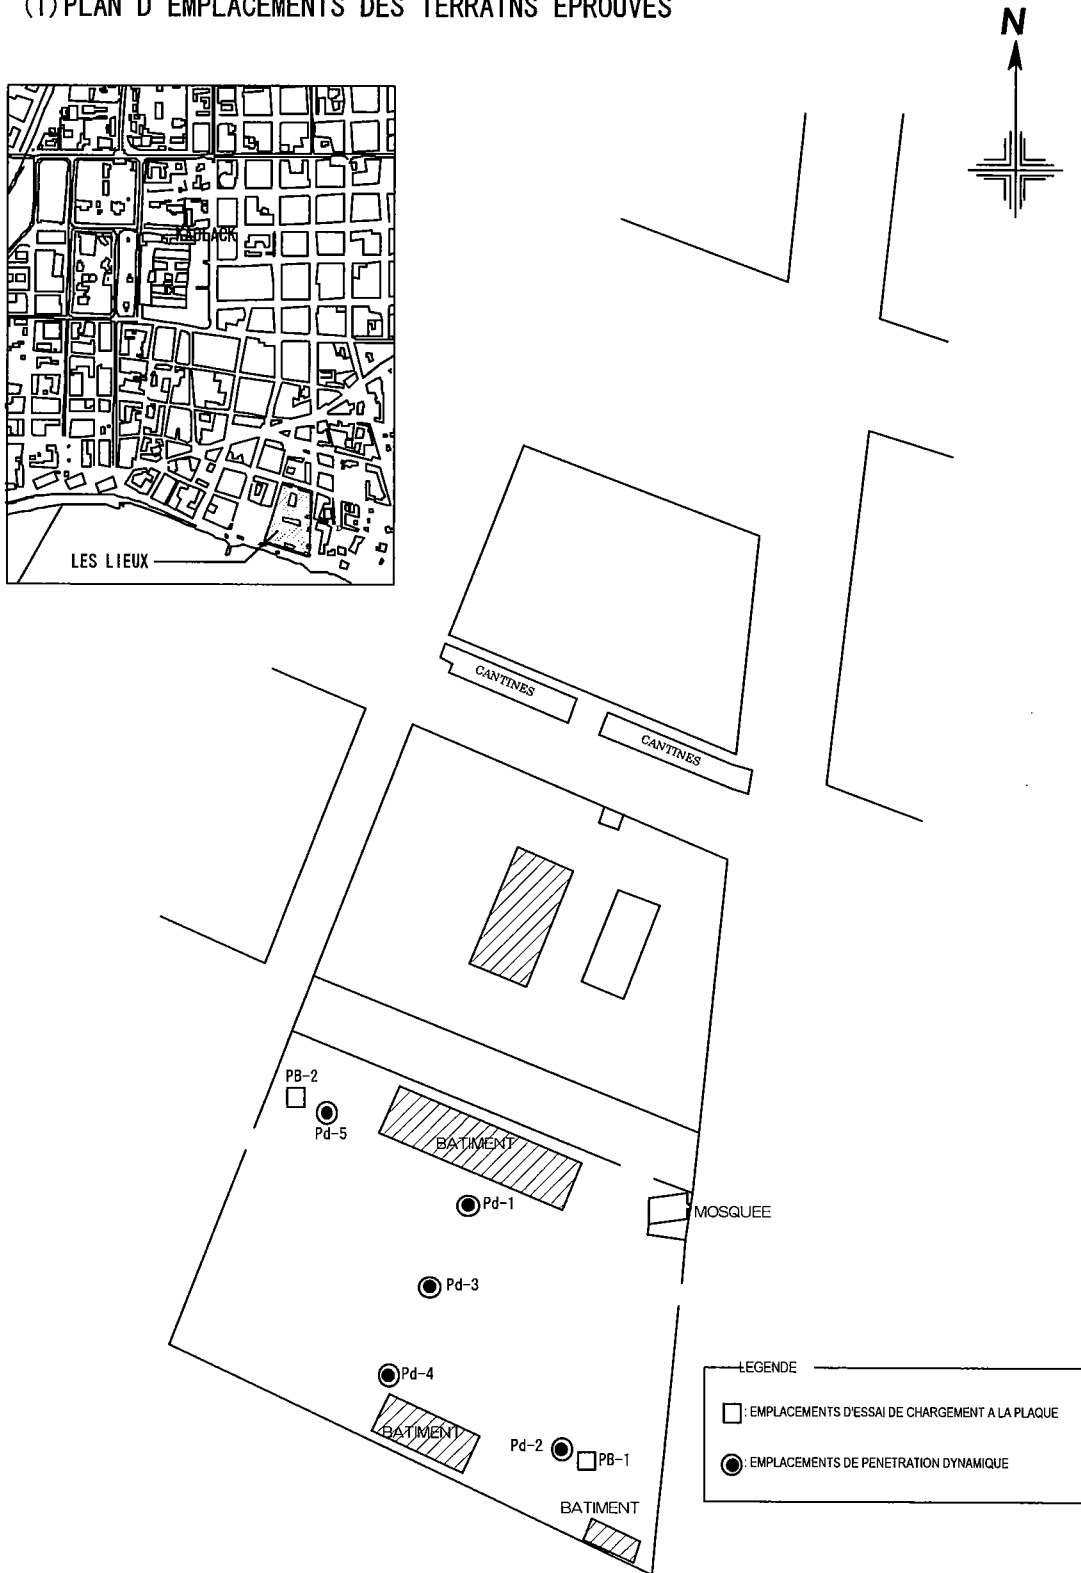 (1) PLAN D EMPLACEMENTS DES TERRAINS EPROUVES
N
KAOLACK
LES LIEUX
CANTINES
CANTINES
PB-2
Pd-5
BATIMENT
Pd-1
MOSQUEE
Pd-3
Pd-4
BATIMENT
Pd-2
PB-1
BATIMENT
LEGENDE
: EMPLACEMENTS D'ESSAI DE CHARGEMENT A LA PLAQUE
: EMPLACEMENTS DE PENETRATION DYNAMIQUE